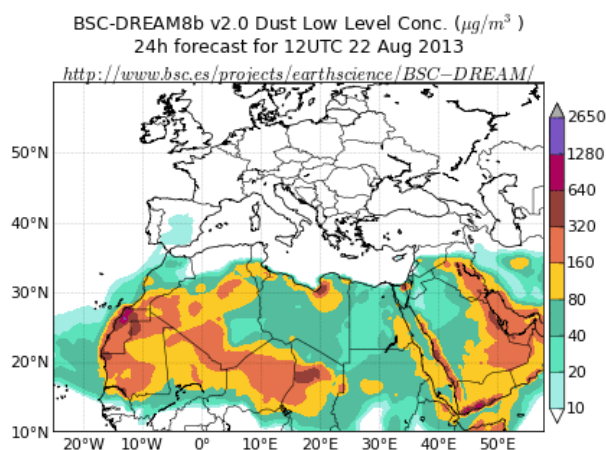 BSC-DREAM8b v2.0 Dust Low Level Conc. (μg/m³ )
24h forecast for 12UTC 22 Aug 2013
http://www.bsc.es/projects/earthscience/BSC−DREAM/
50°N
40°N
30°N
20°N
10°N
20°W 10°W 0° 10°E 20°E 30°E 40°E 50°E
2650
1280
640
320
160
80
40
20
10